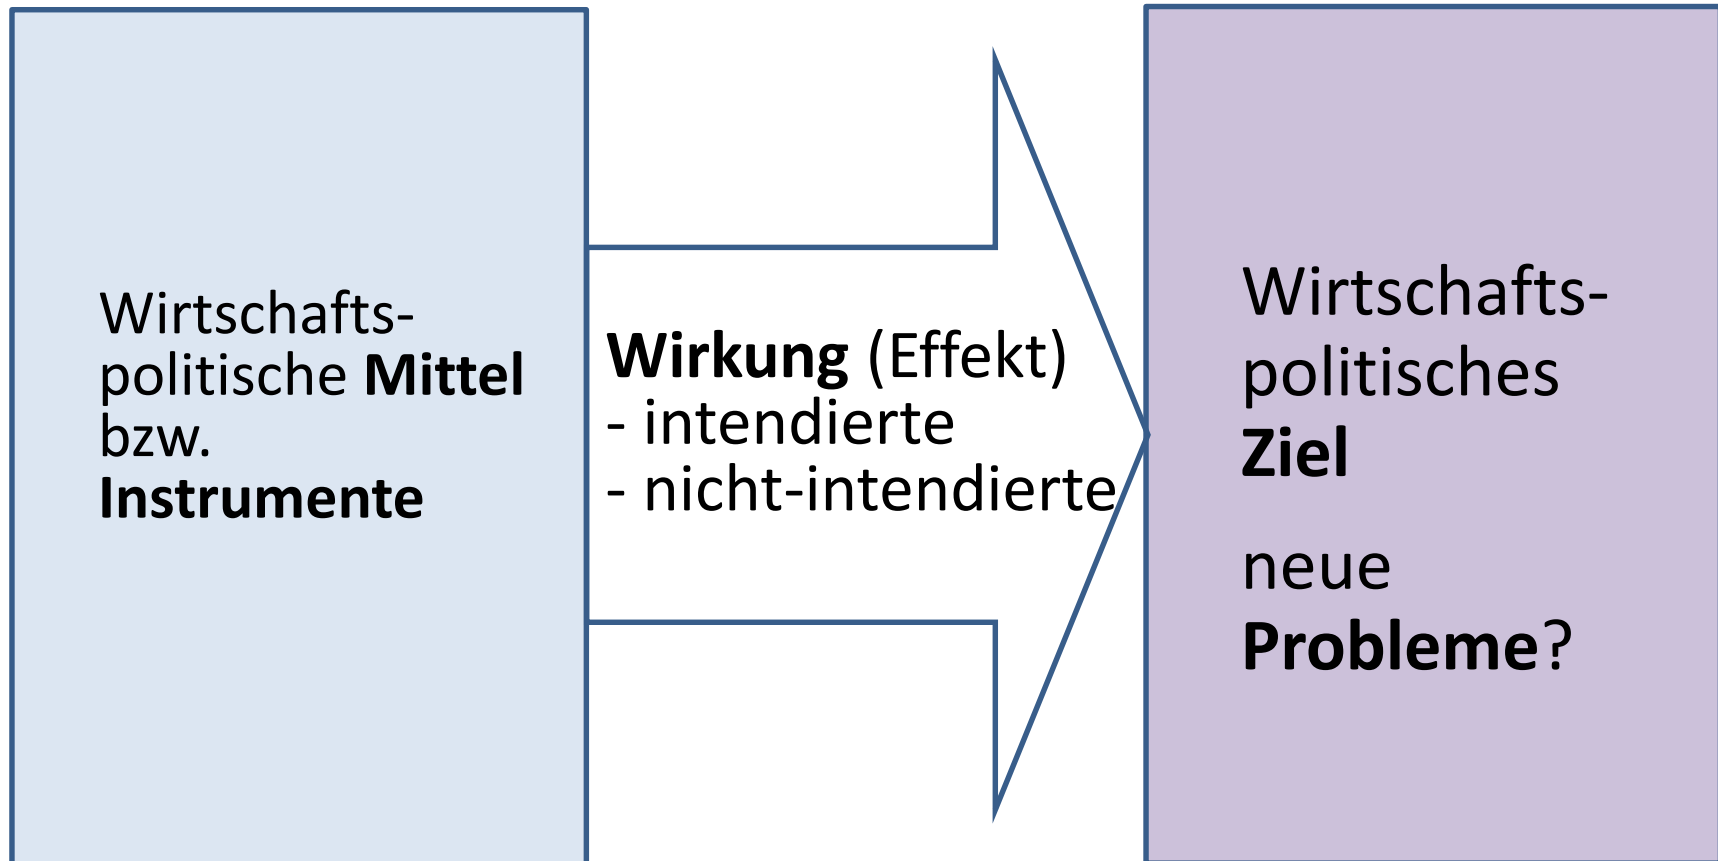 Wirtschafts-
politische Mittel
bzw.
Instrumente
Wirkung (Effekt)
- intendierte
- nicht-intendierte
Wirtschafts-
politisches
Ziel
neue
Probleme?